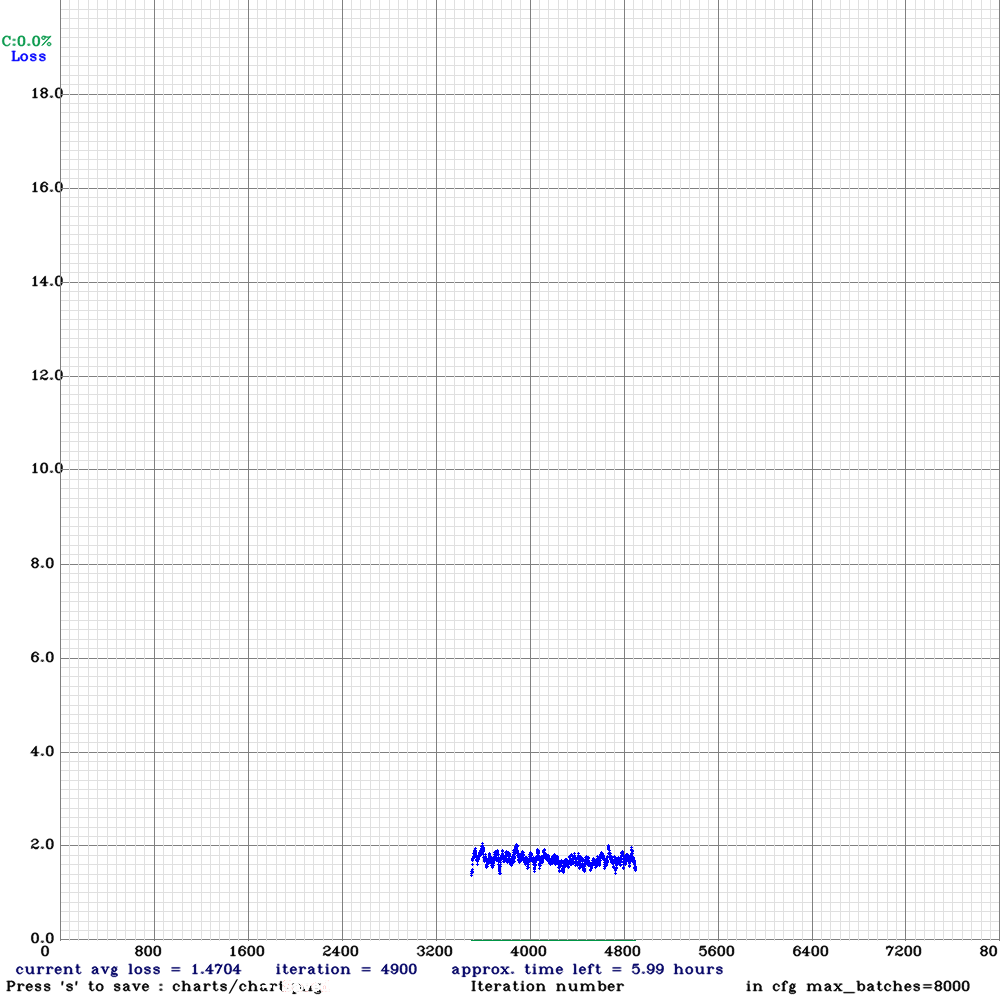 C:0.0%
Loss
18.0
16.0
14.0
12.0
10.0
8.0
6.0
4.0
2.0
0.0
0 800 1600 2400 3200 4000 4800 5600 6400 7200 80
current avg loss = 1.4704 iteration = 4900 approx. time left = 5.99 hours
Press 's' to save : charts/chart Iteration number in cfg max_batches=8000